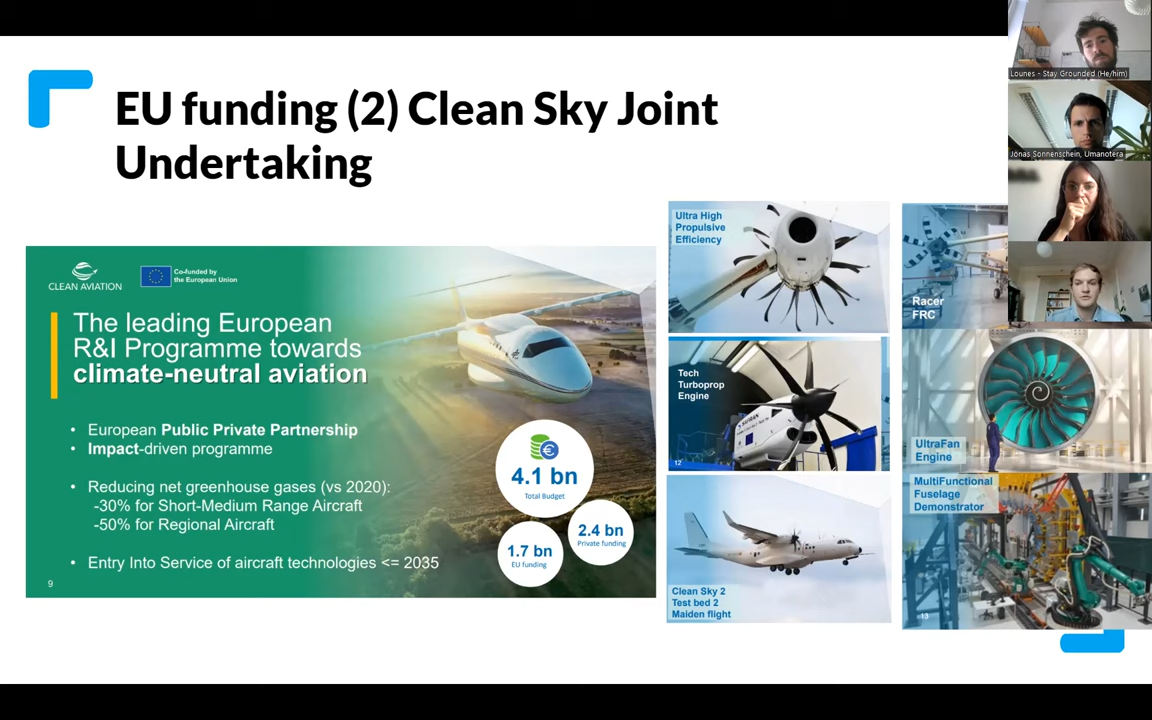 EU funding (2) Clean Sky Joint
Undertaking
CLEAN AVIATION
Co-funded by
the European Union
The leading European
R&I Programme towards
climate-neutral aviation
• European Public Private Partnership
• Impact-driven programme
• Reducing net greenhouse gases (vs 2020):
-30% for Short-Medium Range Aircraft
-50% for Regional Aircraft
• Entry Into Service of aircraft technologies <= 2035
9
4.1 bn
Total Budget
2.4 bn
Private funding
1.7 bn
EU funding
Ultra High
Propulsive
Efficiency
Tech
Turboprop
Engine
SAFRAN
12
Clean Sky 2
Test bed 2
Maiden flight
Racer
FRC
UltraFan
Engine
MultiFunctional
Fuselage
Demonstrator
13
Lounes - Stay Grounded (He/him)
Jonas Sonnenschein, Umanotera